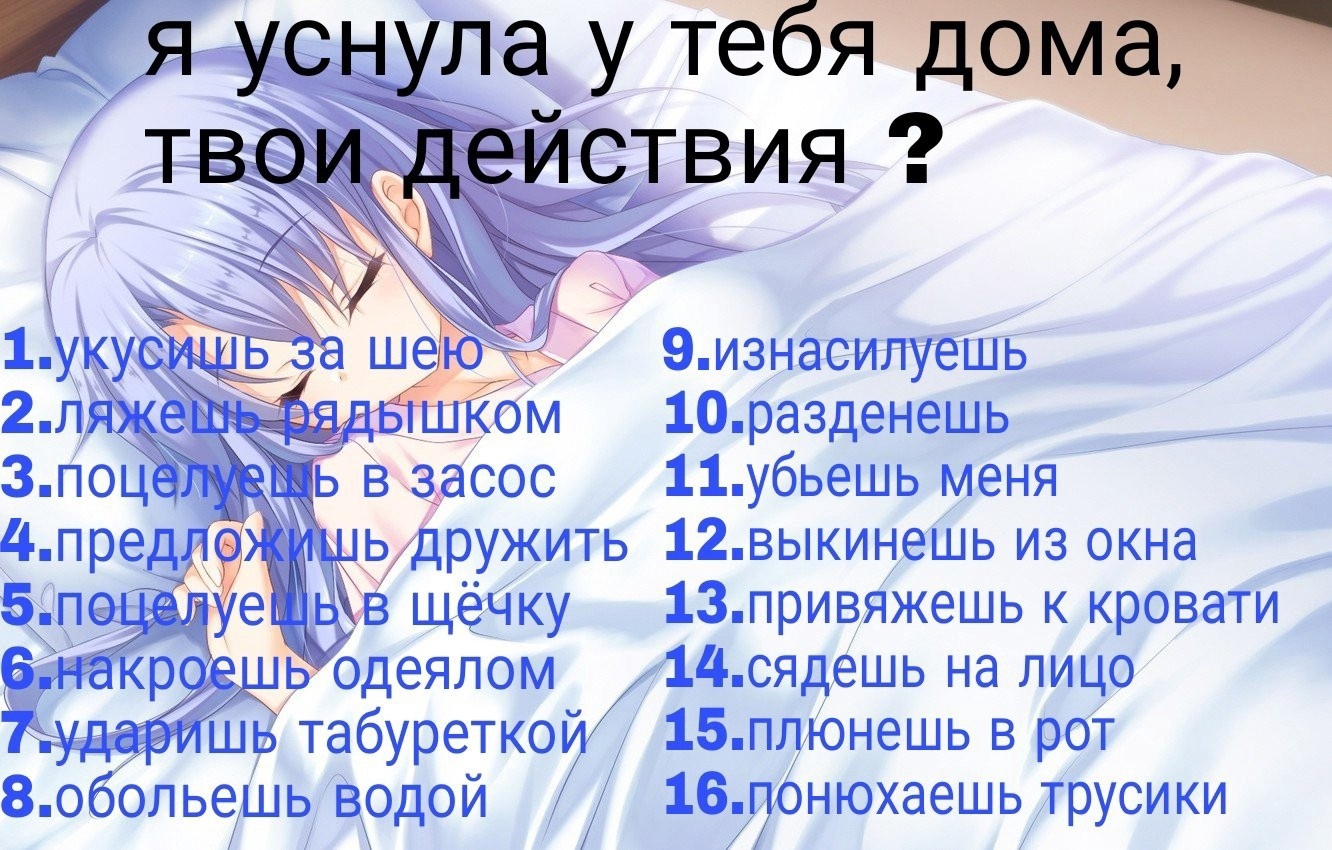 я уснула у тебя дома,
твои действия ?
1.укусишь за шею
2.ляжешь рядышком
3.поцелуешь в засос
4.предложишь дружить
5.поцелуешь в щёчку
6.накроешь одеялом
7.ударишь табуреткой
8.обольешь водой
9.изнасилуешь
10.разденешь
11.убьешь меня
12.выкинешь из окна
13.привяжешь к кровати
14.сядешь на лицо
15.плюнешь в рот
16.понюхаешь трусики